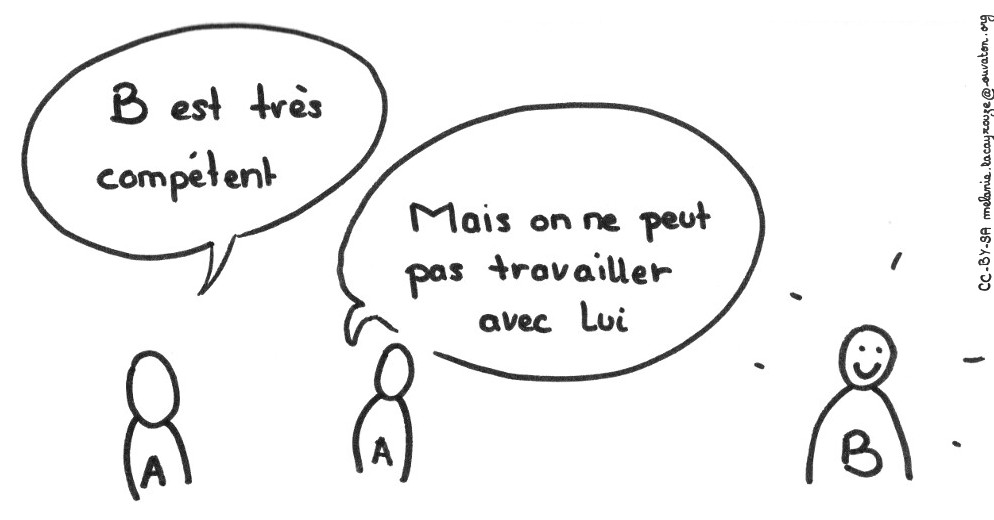 B est très
compétent
Mais on ne peut
pas travailler
avec Lui
A
A
B
CC-BY-SA melanie.lacayrouze@ouvaton.org